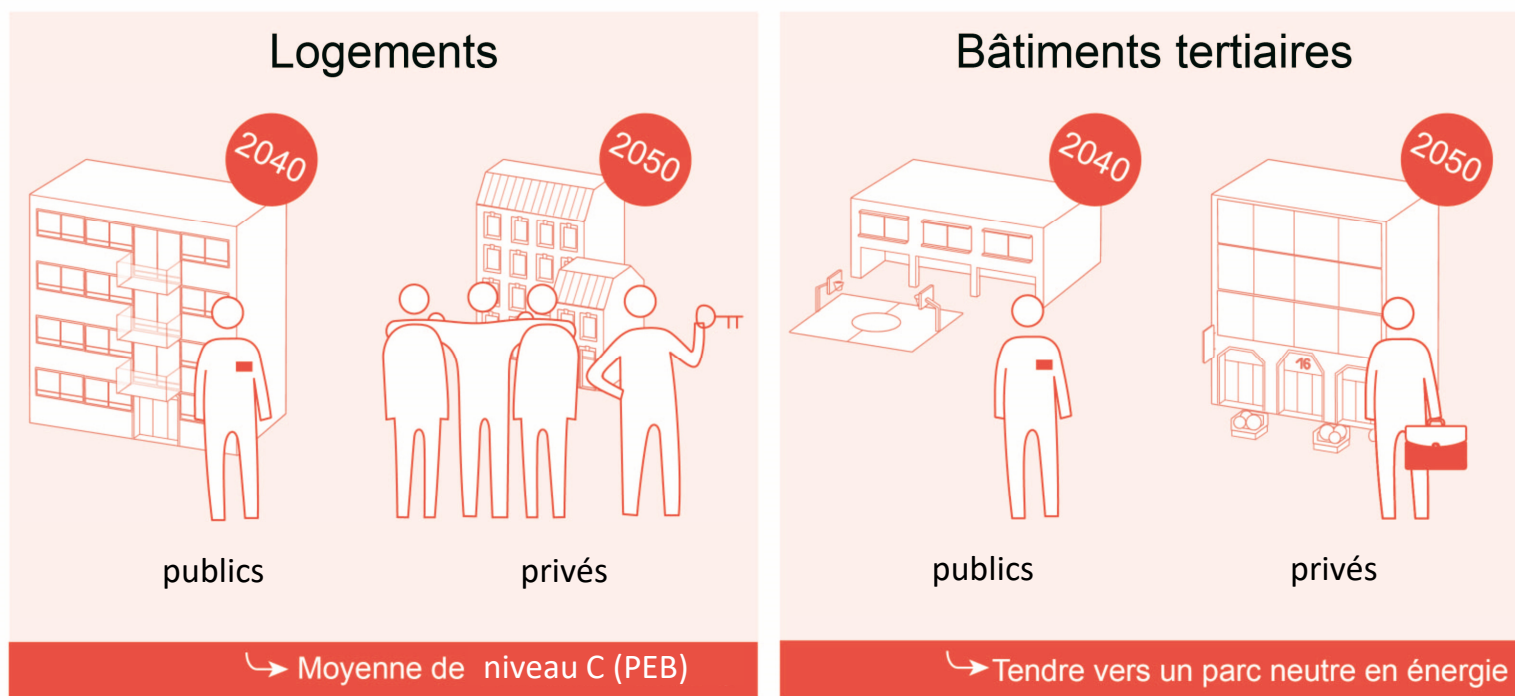 Logements
2040
2050
publics
privés
Moyenne de niveau C (PEB)
Bâtiments tertiaires
2040
2050
16
publics
privés
Tendre vers un parc neutre en énergie